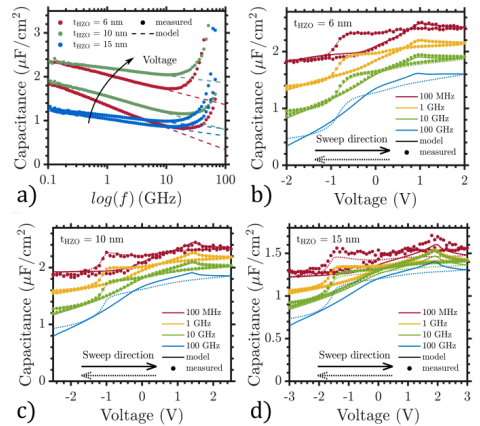 t_HZO = 6 nm ● measured
t_HZO = 10 nm -- model
t_HZO = 15 nm
Voltage
Capacitance (μF/cm²)
3
2
1
0
0.1 1 10 100
log(f) (GHz)
a)
t_HZO = 6 nm
100 MHz
1 GHz
10 GHz
100 GHz
model
measured
Sweep direction
Capacitance (μF/cm²)
2.5
2
1.5
1
0.5
0
-2 -1 0 1 2
Voltage (V)
b)
t_HZO = 10 nm
100 MHz
1 GHz
10 GHz
100 GHz
model
measured
Sweep direction
Capacitance (μF/cm²)
2
1
0
-2 -1 0 1 2
Voltage (V)
c)
t_HZO = 15 nm
100 MHz
1 GHz
10 GHz
100 GHz
model
measured
Sweep direction
Capacitance (μF/cm²)
1.5
1
0.5
0
-3 -2 -1 0 1 2 3
Voltage (V)
d)